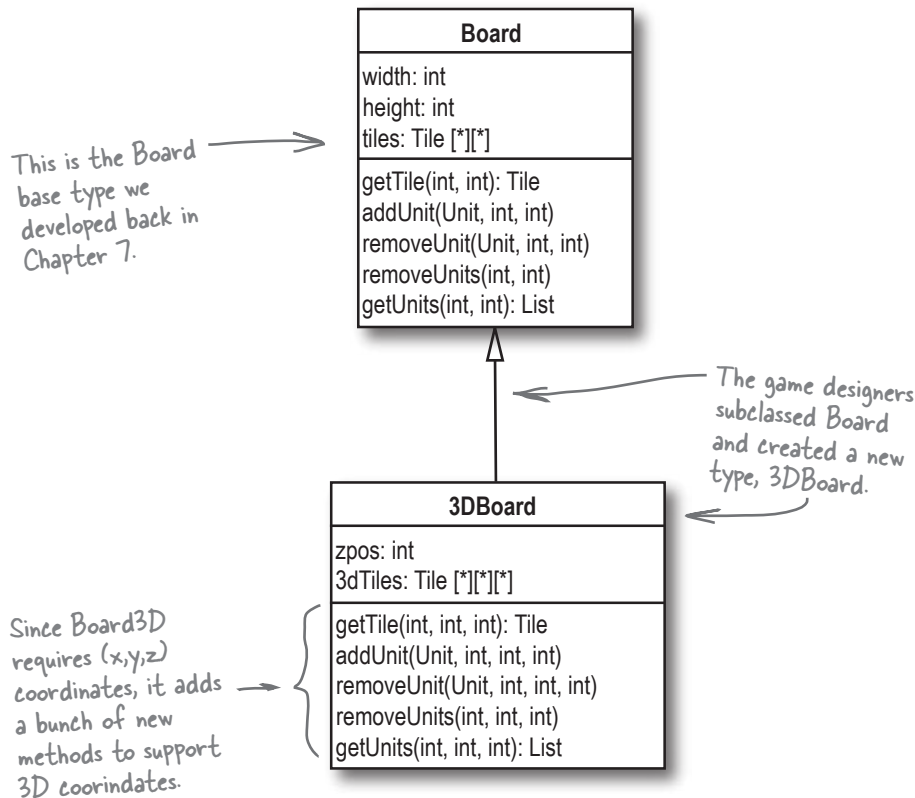 Board
width: int
height: int
tiles: Tile [*][*]
getTile(int, int): Tile
addUnit(Unit, int, int)
removeUnit(Unit, int, int)
removeUnits(int, int)
getUnits(int, int): List
This is the Board
base type we
developed back in
Chapter 7.
The game designers
subclassed Board
and created a new
type, 3DBoard.
3DBoard
zpos: int
3dTiles: Tile [*][*][*]
getTile(int, int, int): Tile
addUnit(Unit, int, int, int)
removeUnit(Unit, int, int, int)
removeUnits(int, int, int)
getUnits(int, int, int): List
Since Board3D
requires (x,y,z)
coordinates, it adds
a bunch of new
methods to support
3D coorindates.